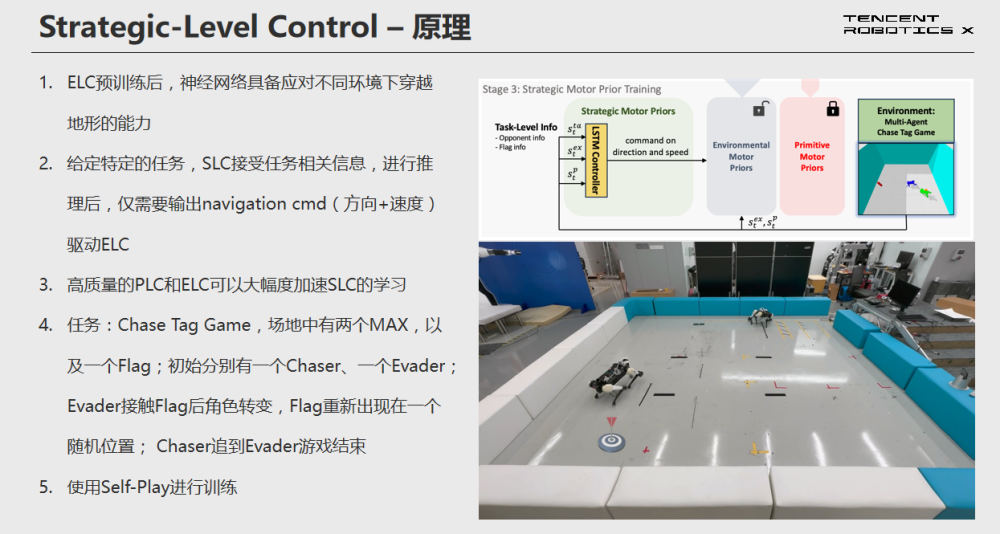 Strategic-Level Control – 原理
TENCENT
ROBOTICS X
1. ELC预训练后，神经网络具备应对不同环境下穿越
地形的能力
2. 给定特定的任务，SLC接受任务相关信息，进行推
理后，仅需要输出navigation cmd（方向+速度）
驱动ELC
3. 高质量的PLC和ELC可以大幅度加速SLC的学习
4. 任务：Chase Tag Game，场地中有两个MAX，以
及一个Flag；初始分别有一个Chaser、一个Evader；
Evader接触Flag后角色转变，Flag重新出现在一个
随机位置； Chaser追到Evader游戏结束
5. 使用Self-Play进行训练
Stage 3: Strategic Motor Prior Training
Strategic Motor Priors
Task-Level Info
- Opponent info
- Flag info
s_t^{ta}
s_t^{ex}
s_t^{p}
LSTM Controller
command on
direction and speed
Environmental
Motor
Priors
Primitive
Motor
Priors
Environment:
Multi-Agent
Chase Tag Game
s_t^{ex}, s_t^{p}